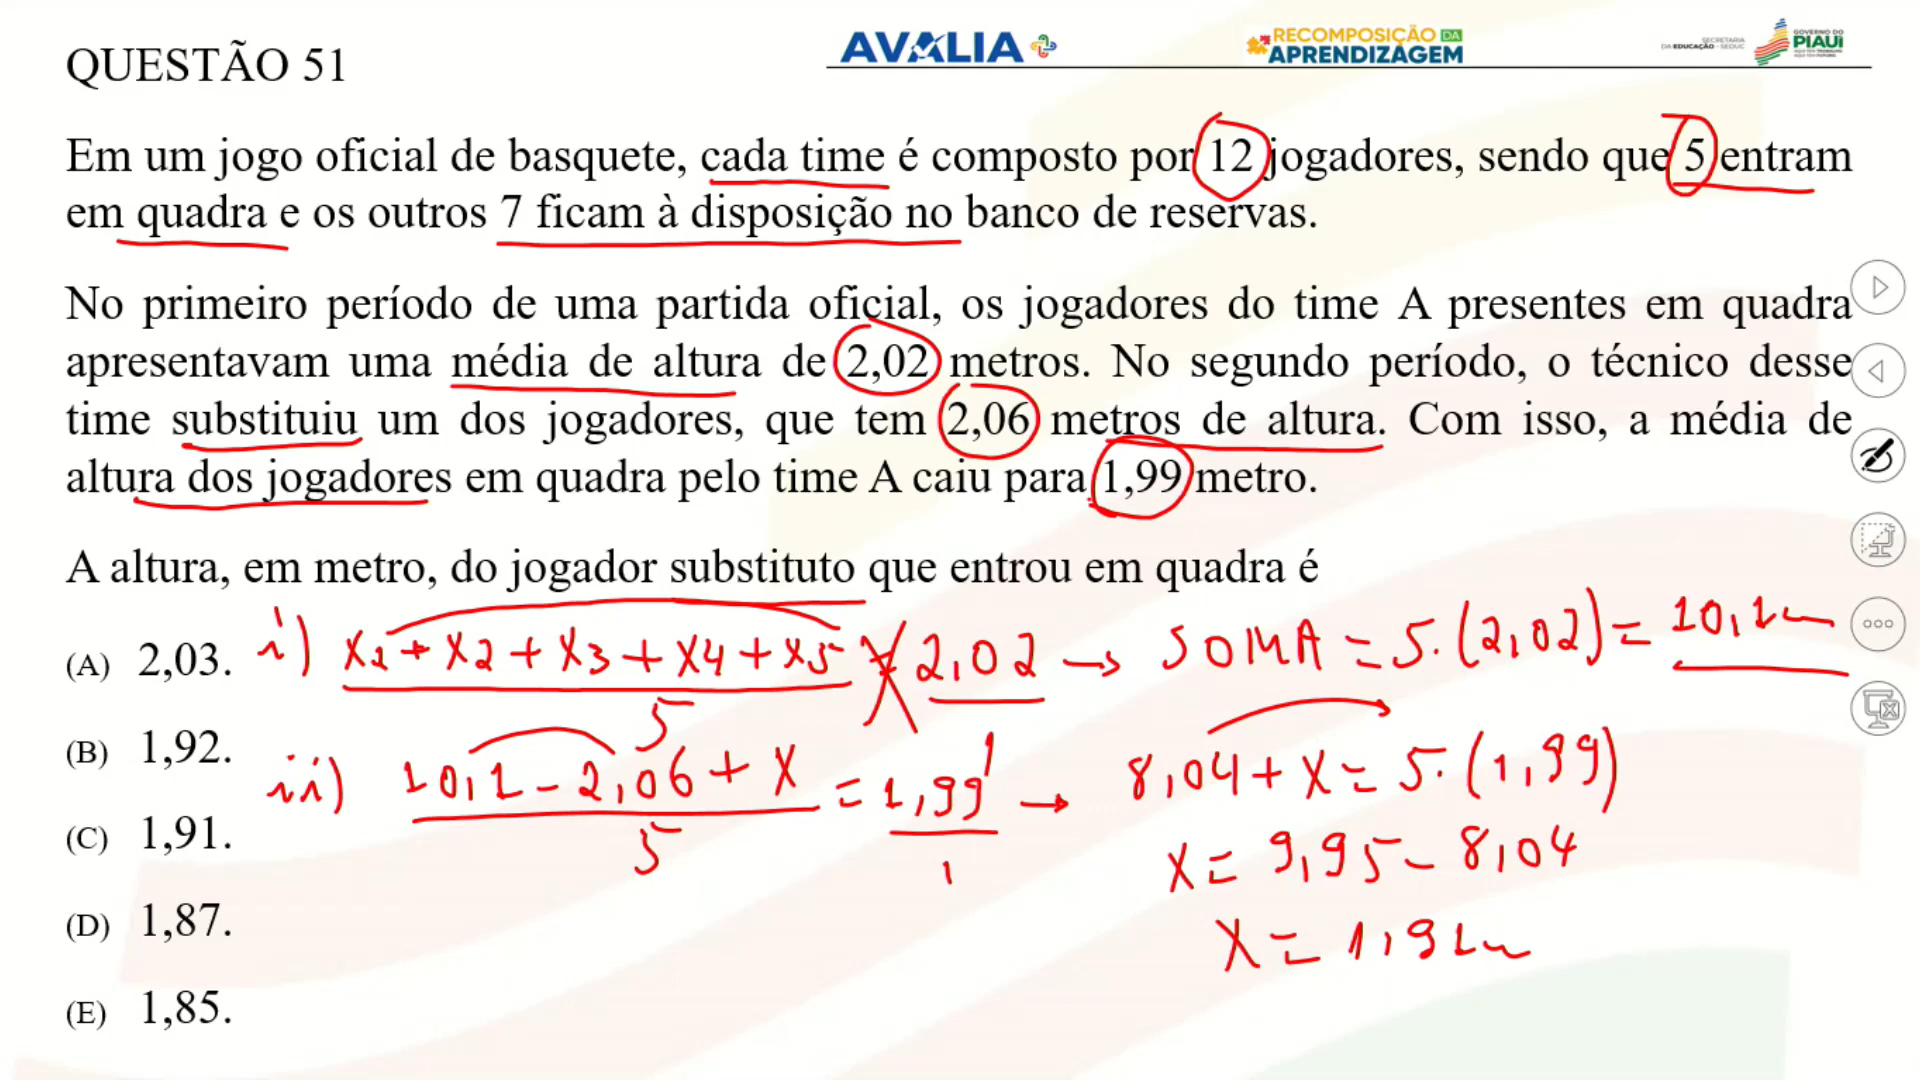 QUESTÃO 51
AVALIA
RECOMPOSIÇÃO DA
APRENDIZAGEM
SECRETARIA
DA EDUCAÇÃO - SEDUC
GOVERNO DO
PIAUÍ
Em um jogo oficial de basquete, cada time é composto por 12 jogadores, sendo que 5 entram
em quadra e os outros 7 ficam à disposição no banco de reservas.
No primeiro período de uma partida oficial, os jogadores do time A presentes em quadra
apresentavam uma média de altura de 2,02 metros. No segundo período, o técnico desse
time substituiu um dos jogadores, que tem 2,06 metros de altura. Com isso, a média de
altura dos jogadores em quadra pelo time A caiu para 1,99 metro.
A altura, em metro, do jogador substituto que entrou em quadra é
(A) 2,03.
(B) 1,92.
(C) 1,91.
(D) 1,87.
(E) 1,85.
i) x1 + x2 + x3 + x4 + x5 = 2,02 → SOMA = 5.(2,02) = 10,1m
5
ii) 10,1 - 2,06 + x = 1,99 → 8,04 + x = 5.(1,99)
5 1
x = 9,95 - 8,04
x = 1,91m